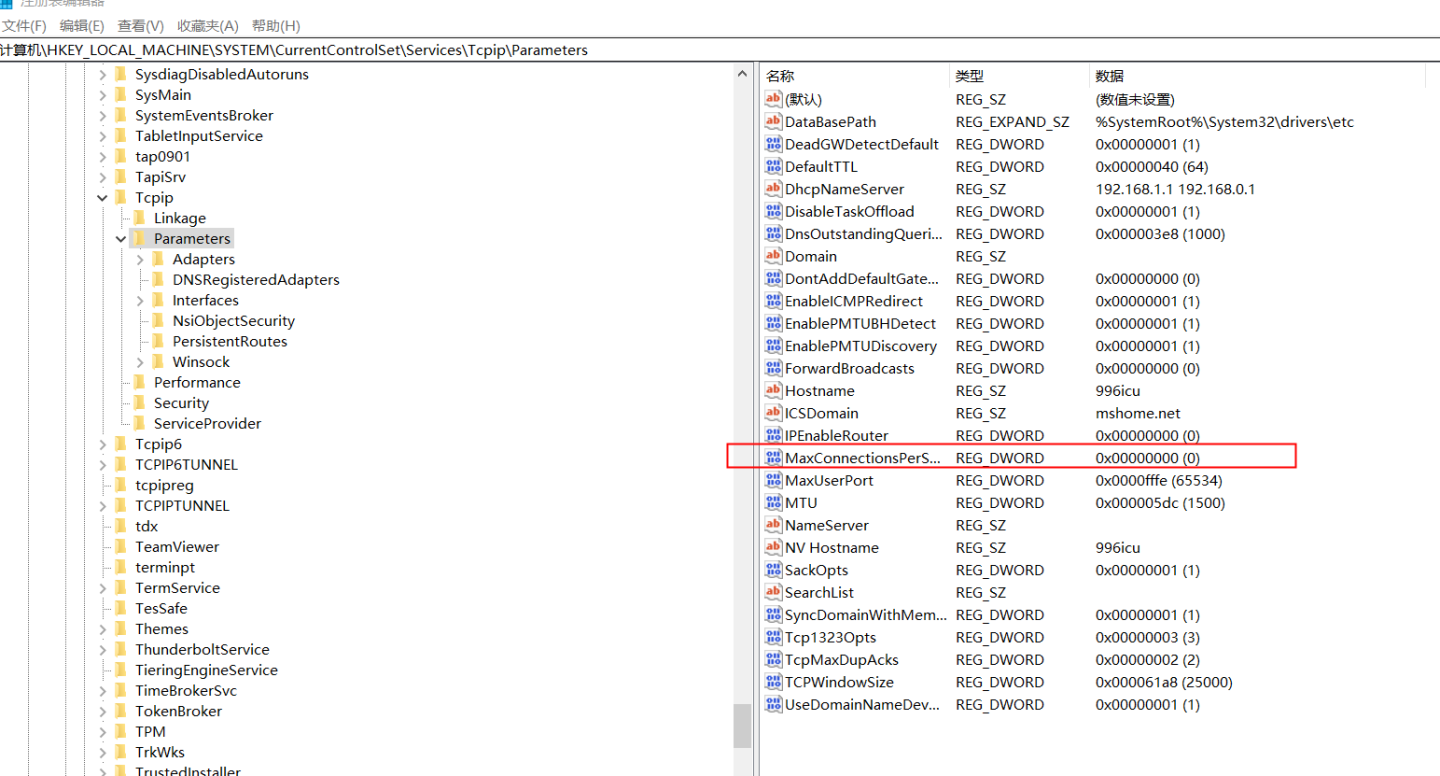 注册表编辑器
文件(F) 编辑(E) 查看(V) 收藏夹(A) 帮助(H)
计算机\HKEY_LOCAL_MACHINE\SYSTEM\CurrentControlSet\Services\Tcpip\Parameters
SysdiagDisabledAutoruns
SysMain
SystemEventsBroker
TabletInputService
tap0901
TapiSrv
Tcpip
Linkage
Parameters
Adapters
DNSRegisteredAdapters
Interfaces
NsiObjectSecurity
PersistentRoutes
Winsock
Performance
Security
ServiceProvider
Tcpip6
TCPIP6TUNNEL
tcpipreg
TCPIPTUNNEL
tdx
TeamViewer
terminpt
TermService
TesSafe
Themes
ThunderboltService
TieringEngineService
TimeBrokerSvc
TokenBroker
TPM
TrkWks
TrustedInstaller
名称 类型 数据
(默认) REG_SZ (数值未设置)
DataBasePath REG_EXPAND_SZ %SystemRoot%\System32\drivers\etc
DeadGWDetectDefault REG_DWORD 0x00000001 (1)
DefaultTTL REG_DWORD 0x00000040 (64)
DhcpNameServer REG_SZ 192.168.1.1 192.168.0.1
DisableTaskOffload REG_DWORD 0x00000001 (1)
DnsOutstandingQueri... REG_DWORD 0x000003e8 (1000)
Domain REG_SZ
DontAddDefaultGate... REG_DWORD 0x00000000 (0)
EnableICMPRedirect REG_DWORD 0x00000001 (1)
EnablePMTUBHDetect REG_DWORD 0x00000001 (1)
EnablePMTUDiscovery REG_DWORD 0x00000001 (1)
ForwardBroadcasts REG_DWORD 0x00000000 (0)
Hostname REG_SZ 996icu
ICSDomain REG_SZ mshome.net
IPEnableRouter REG_DWORD 0x00000000 (0)
MaxConnectionsPerS... REG_DWORD 0x00000000 (0)
MaxUserPort REG_DWORD 0x0000fffe (65534)
MTU REG_DWORD 0x000005dc (1500)
NameServer REG_SZ
NV Hostname REG_SZ 996icu
SackOpts REG_DWORD 0x00000001 (1)
SearchList REG_SZ
SyncDomainWithMem... REG_DWORD 0x00000001 (1)
Tcp1323Opts REG_DWORD 0x00000003 (3)
TcpMaxDupAcks REG_DWORD 0x00000002 (2)
TCPWindowSize REG_DWORD 0x000061a8 (25000)
UseDomainNameDev... REG_DWORD 0x00000001 (1)